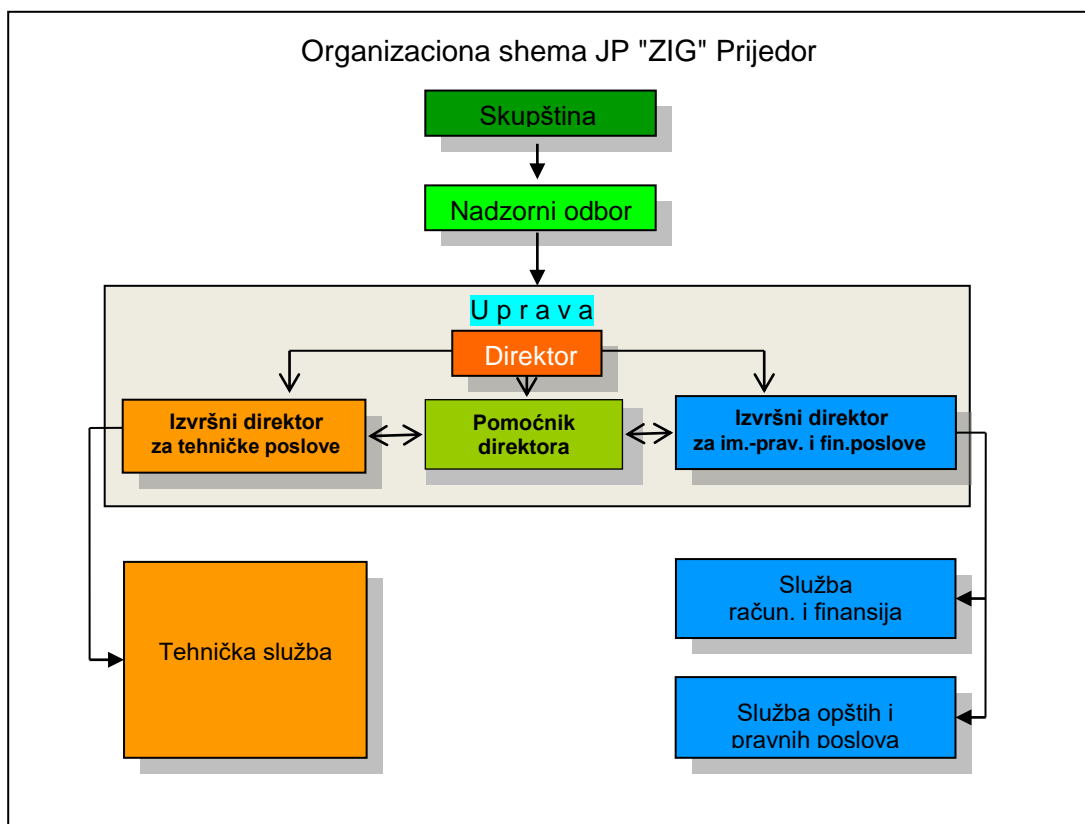 Organizaciona shema JP "ZIG" Prijedor
Skupština
Nadzorni odbor
U p r a v a
Direktor
Izvršni direktor
za tehničke poslove
Pomoćnik
direktora
Izvršni direktor
za im.-prav. i fin.poslove
Tehnička služba
Služba
račun. i finansija
Služba opštih i
pravnih poslova